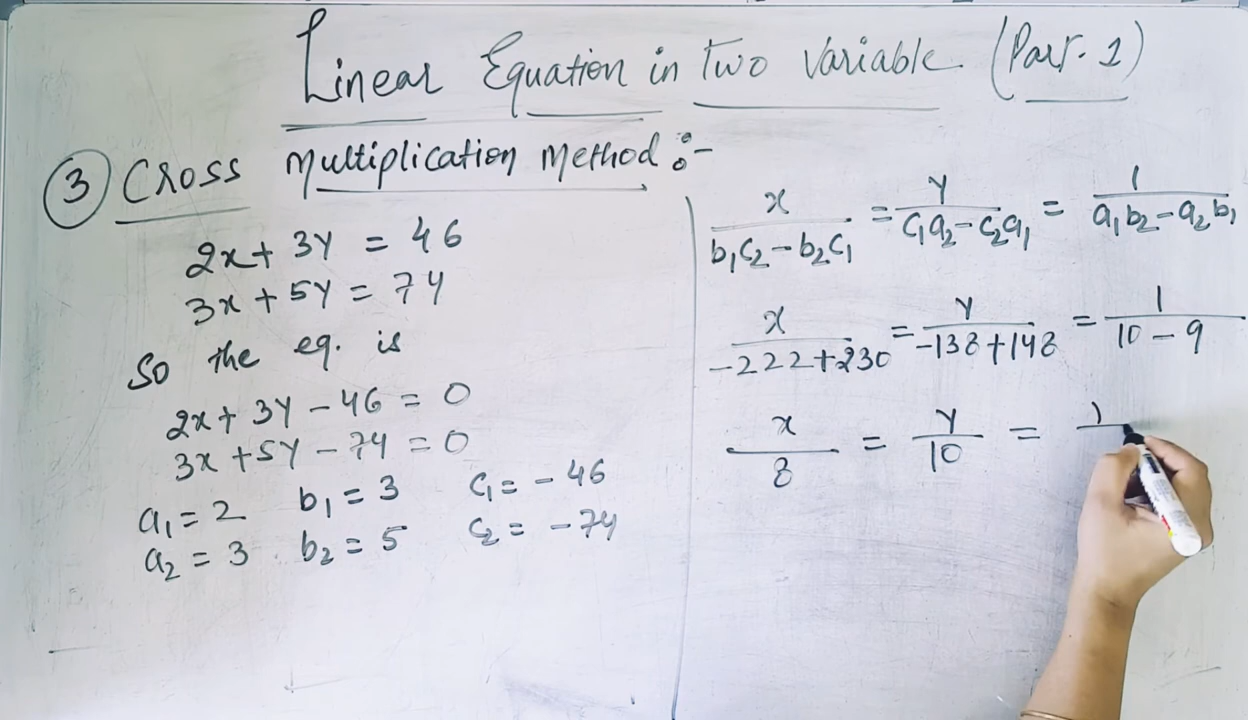 Linear Equation in Two Variable (Part-1)
③ Cross Multiplication Method :-
2x + 3y = 46
3x + 5y = 74
So the eq. is
2x + 3y - 46 = 0
3x + 5y - 74 = 0
a₁ = 2 b₁ = 3 c₁ = -46
a₂ = 3 b₂ = 5 c₂ = -74
x/(b₁c₂ - b₂c₁) = y/(c₁a₂ - c₂a₁) = 1/(a₁b₂ - a₂b₁)
x/(-222+230) = y/(-138+148) = 1/(10-9)
x/8 = y/10 = 1/